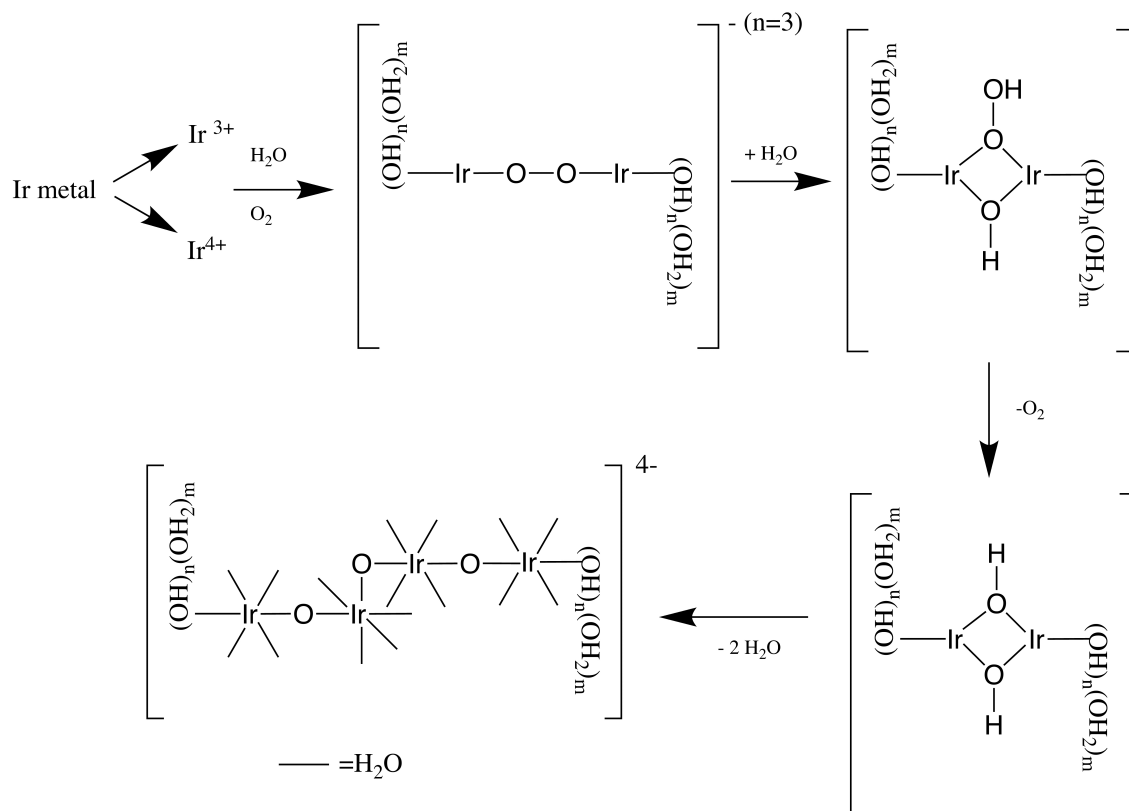 Ir metal
Ir 3+
Ir4+
H2O
O2
(OH)n(OH2)m
Ir O O Ir
(OH)n(OH2)m
- (n=3)
+ H2O
(OH)n(OH2)m
OH
O
Ir Ir
O
H
(OH)n(OH2)m
-O2
(OH)n(OH2)m
H
O
Ir Ir
O
H
(OH)n(OH2)m
- 2 H2O
4-
(OH)n(OH2)m
O Ir O Ir
Ir O Ir
(OH)n(OH2)m
=H2O